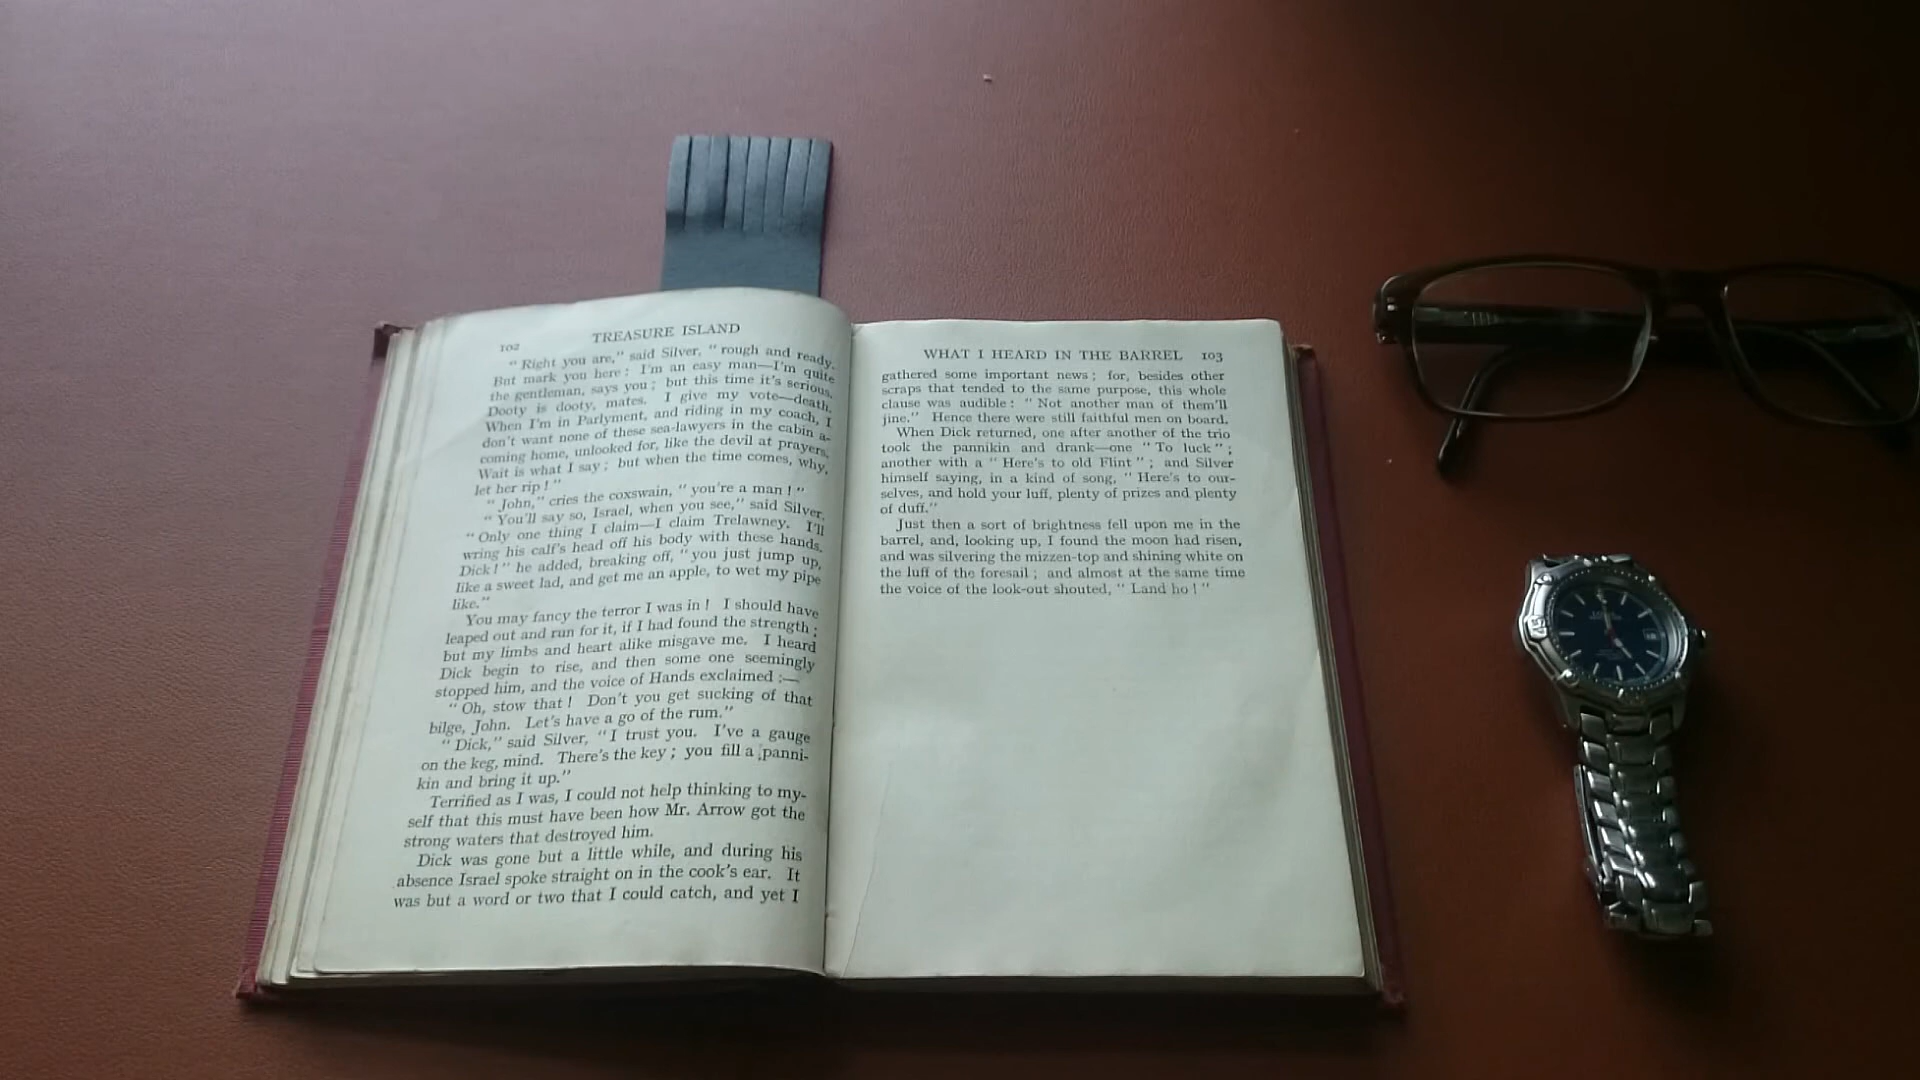 102
TREASURE ISLAND
“ Right you are,” said Silver, “ rough and ready.
But mark you here : I'm an easy man—I'm quite
the gentleman, says you ; but this time it's serious.
Dooty is dooty, mates. I give my vote—death.
When I'm in Parlyment, and riding in my coach, I
don't want none of these sea-lawyers in the cabin a-
coming home, unlooked for, like the devil at prayers.
Wait is what I say ; but when the time comes, why,
let her rip ! ”
“ John,” cries the coxswain, “ you're a man ! ”
“ You'll say so, Israel, when you see,” said Silver.
“ Only one thing I claim—I claim Trelawney. I'll
wring his calf's head off his body with these hands.
Dick ! ” he added, breaking off, “ you just jump up,
like a sweet lad, and get me an apple, to wet my pipe
like.”
You may fancy the terror I was in ! I should have
leaped out and run for it, if I had found the strength ;
but my limbs and heart alike misgave me. I heard
Dick begin to rise, and then some one seemingly
stopped him, and the voice of Hands exclaimed :—
“ Oh, stow that ! Don't you get sucking of that
bilge, John. Let's have a go of the rum.”
“ Dick,” said Silver, “ I trust you. I've a gauge
on the keg, mind. There's the key ; you fill a panni-
kin and bring it up.”
Terrified as I was, I could not help thinking to my-
self that this must have been how Mr. Arrow got the
strong waters that destroyed him.
Dick was gone but a little while, and during his
absence Israel spoke straight on in the cook's ear. It
was but a word or two that I could catch, and yet I
WHAT I HEARD IN THE BARREL 103
gathered some important news ; for, besides other
scraps that tended to the same purpose, this whole
clause was audible : “ Not another man of them'll
jine.” Hence there were still faithful men on board.
When Dick returned, one after another of the trio
took the pannikin and drank—one “ To luck ” ;
another with a “ Here's to old Flint ” ; and Silver
himself saying, in a kind of song, “ Here's to our-
selves, and hold your luff, plenty of prizes and plenty
of duff.”
Just then a sort of brightness fell upon me in the
barrel, and, looking up, I found the moon had risen,
and was silvering the mizzen-top and shining white on
the luff of the foresail ; and almost at the same time
the voice of the look-out shouted, “ Land ho ! ”
45